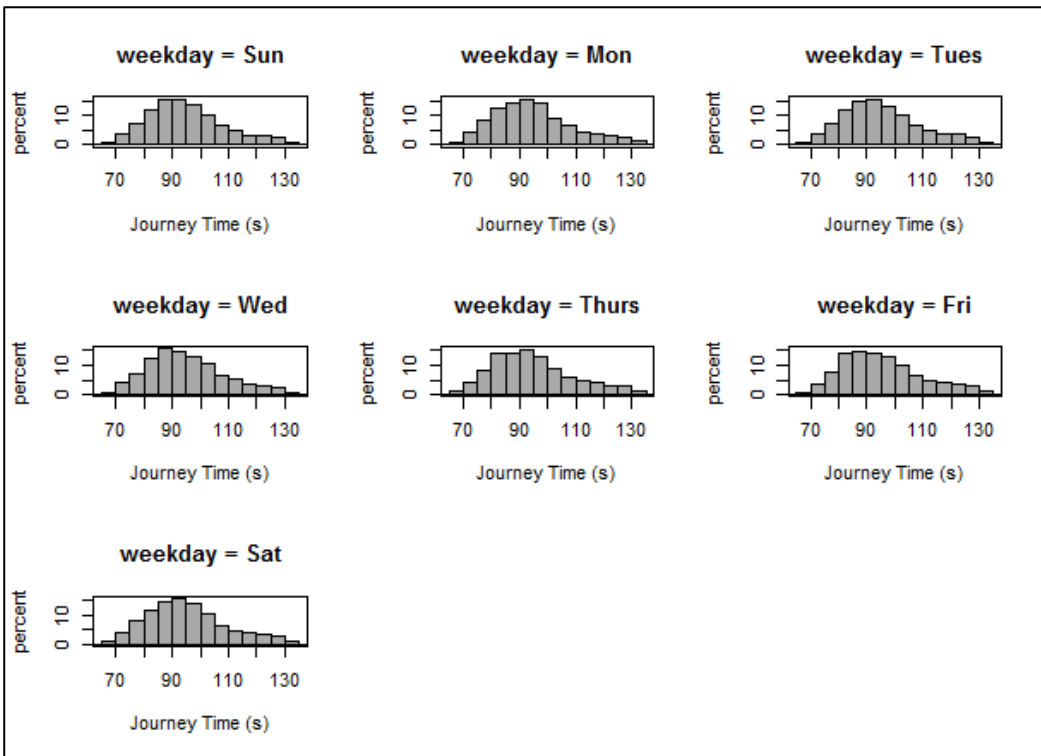 weekday = Sun
percent
0 10
70 90 110 130
Journey Time (s)
weekday = Mon
percent
0 10
70 90 110 130
Journey Time (s)
weekday = Tues
percent
0 10
70 90 110 130
Journey Time (s)
weekday = Wed
percent
0 10
70 90 110 130
Journey Time (s)
weekday = Thurs
percent
0 10
70 90 110 130
Journey Time (s)
weekday = Fri
percent
0 10
70 90 110 130
Journey Time (s)
weekday = Sat
percent
0 10
70 90 110 130
Journey Time (s)